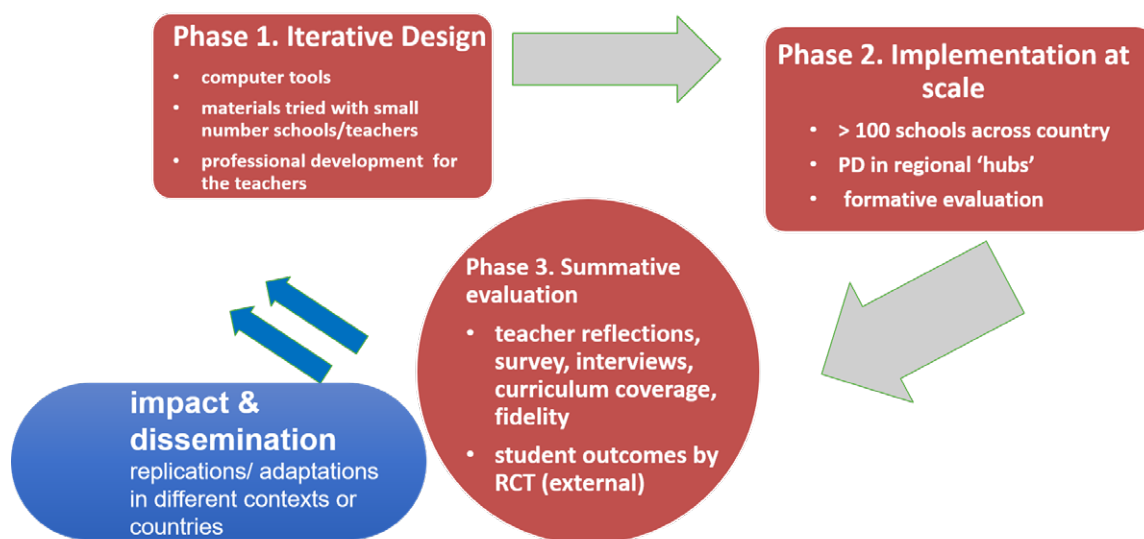 Phase 1. Iterative Design
• computer tools
• materials tried with small
number schools/teachers
• professional development for
the teachers
Phase 2. Implementation at
scale
• > 100 schools across country
• PD in regional ‘hubs’
• formative evaluation
Phase 3. Summative
evaluation
• teacher reflections,
survey, interviews,
curriculum coverage,
fidelity
• student outcomes by
RCT (external)
impact &
dissemination
replications/ adaptations
in different contexts or
countries